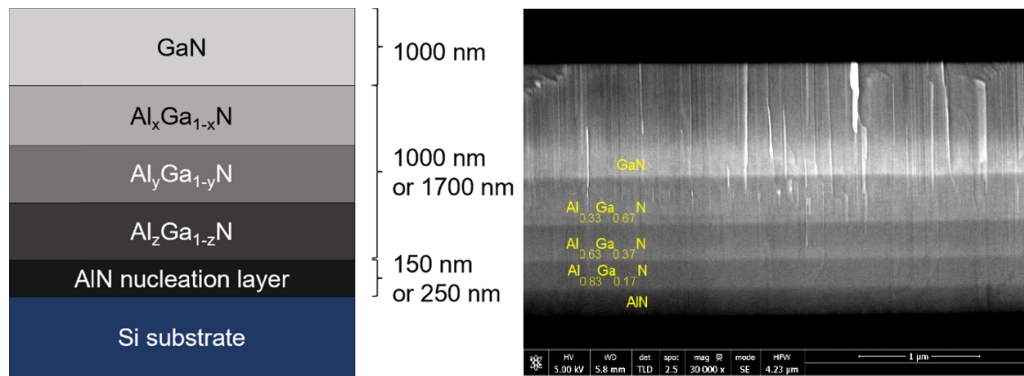 GaN
1000 nm
AlxGa1-xN
AlyGa1-yN
1000 nm
or 1700 nm
AlzGa1-zN
AlN nucleation layer
150 nm
or 250 nm
Si substrate
GaN
Al0.33Ga0.67N
Al0.63Ga0.37N
Al0.83Ga0.17N
AlN
HV WD det spot mag mode HFW
5.00 kV 5.8 mm TLD 2.5 30 000 x SE 4.23 µm
1 µm